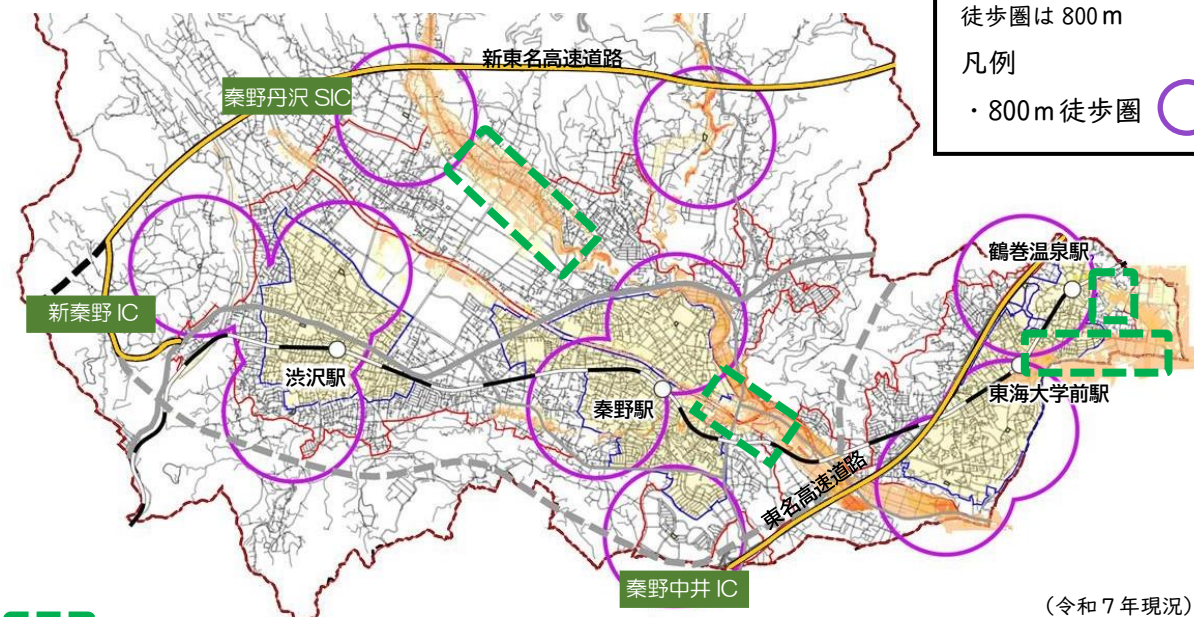 徒歩圏は 800ｍ
凡例
・800ｍ徒歩圏
新東名高速道路
秦野丹沢 SIC
鶴巻温泉駅
新秦野 IC
渋沢駅
秦野駅
東海大学前駅
東名高速道路
秦野中井 IC
（令和７年現況）